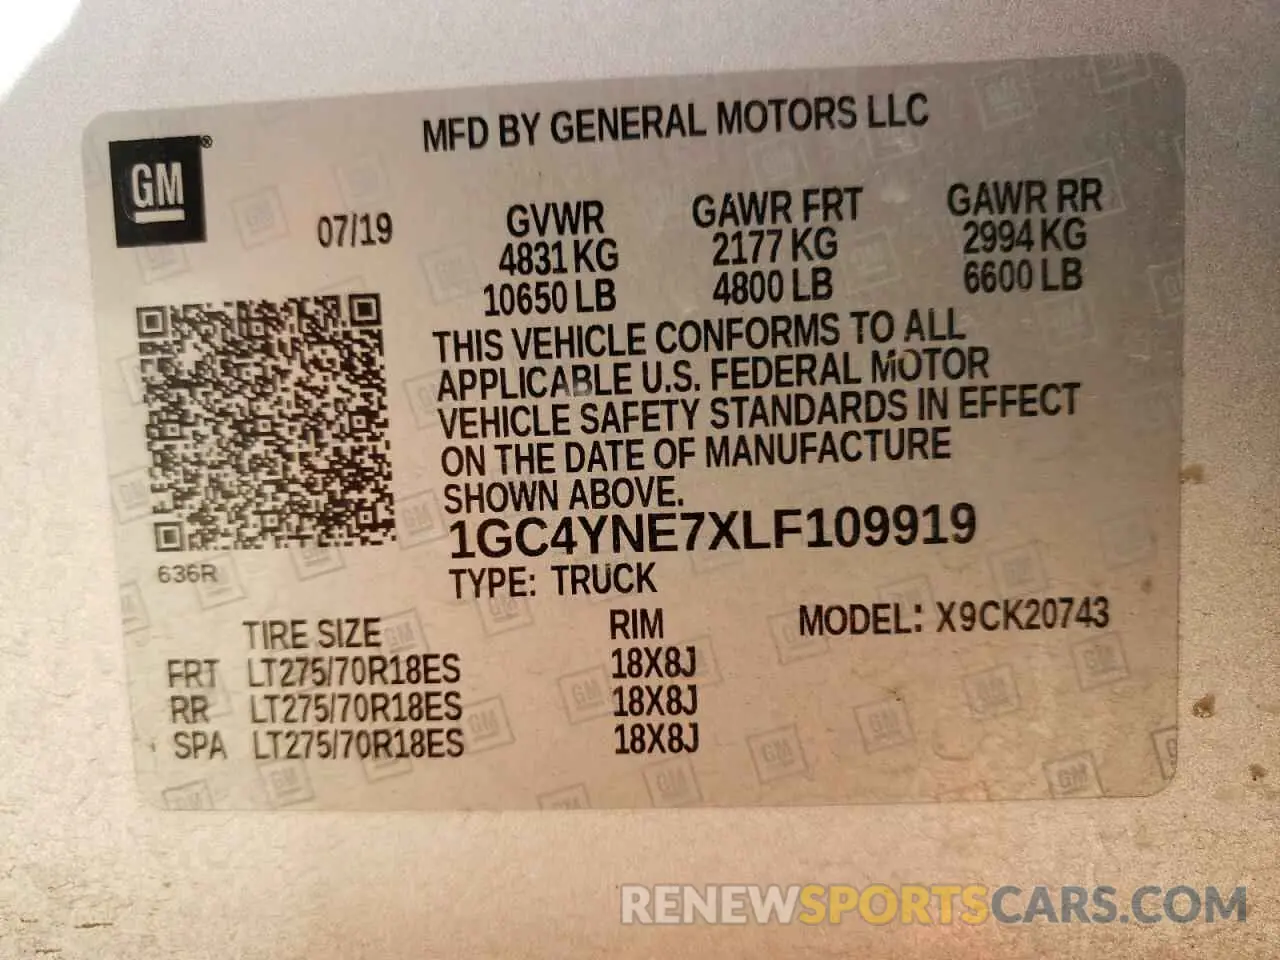 MFD BY GENERAL MOTORS LLC
GM®
07/19
GVWR GAWR FRT GAWR RR
4831 KG 2177 KG 2994 KG
10650 LB 4800 LB 6600 LB
THIS VEHICLE CONFORMS TO ALL
APPLICABLE U.S. FEDERAL MOTOR
VEHICLE SAFETY STANDARDS IN EFFECT
ON THE DATE OF MANUFACTURE
SHOWN ABOVE.
1GC4YNE7XLF109919
636R
TYPE: TRUCK
TIRE SIZE RIM MODEL: X9CK20743
FRT LT275/70R18ES 18X8J
RR LT275/70R18ES 18X8J
SPA LT275/70R18ES 18X8J
RENEWSPORTSCARS.COM